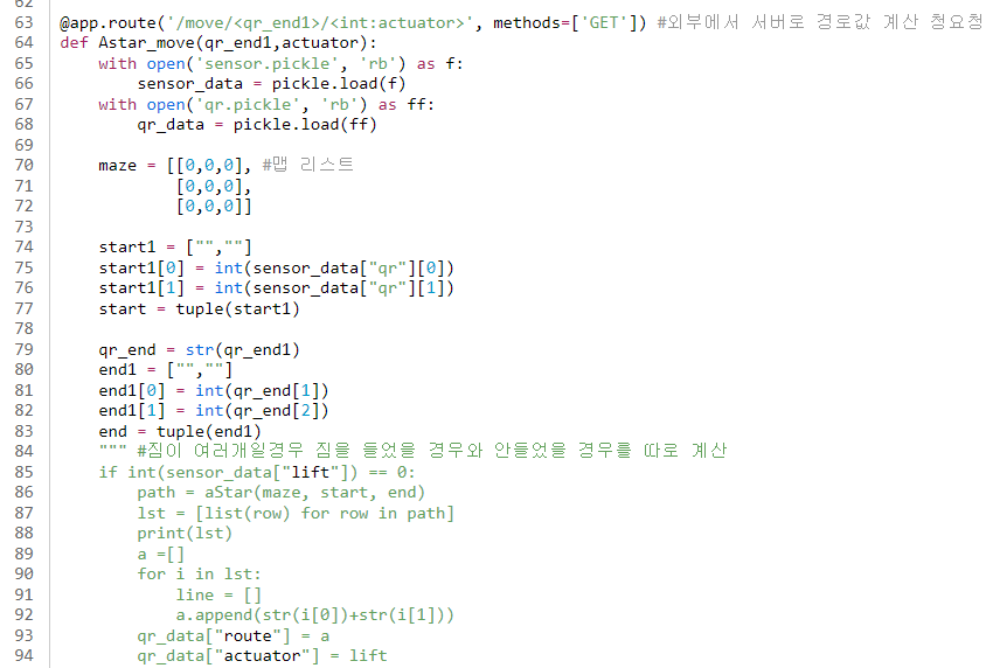 62
63 @app.route('/move/<qr_end1>/<int:actuator>', methods=['GET']) #외부에서 서버로 경로값 계산 청요청
64 def Astar_move(qr_end1,actuator):
65     with open('sensor.pickle', 'rb') as f:
66         sensor_data = pickle.load(f)
67     with open('qr.pickle', 'rb') as ff:
68         qr_data = pickle.load(ff)
69
70     maze = [[0,0,0], #맵 리스트
71             [0,0,0],
72             [0,0,0]]
73
74     start1 = ["",""]
75     start1[0] = int(sensor_data["qr"][0])
76     start1[1] = int(sensor_data["qr"][1])
77     start = tuple(start1)
78
79     qr_end = str(qr_end1)
80     end1 = ["",""]
81     end1[0] = int(qr_end[1])
82     end1[1] = int(qr_end[2])
83     end = tuple(end1)
84     """ #짐이 여러개일경우 짐을 들었을 경우와 안들었을 경우를 따로 계산
85     if int(sensor_data["lift"]) == 0:
86         path = aStar(maze, start, end)
87         lst = [list(row) for row in path]
88         print(lst)
89         a =[]
90         for i in lst:
91             line = []
92             a.append(str(i[0])+str(i[1]))
93         qr_data["route"] = a
94         qr_data["actuator"] = lift